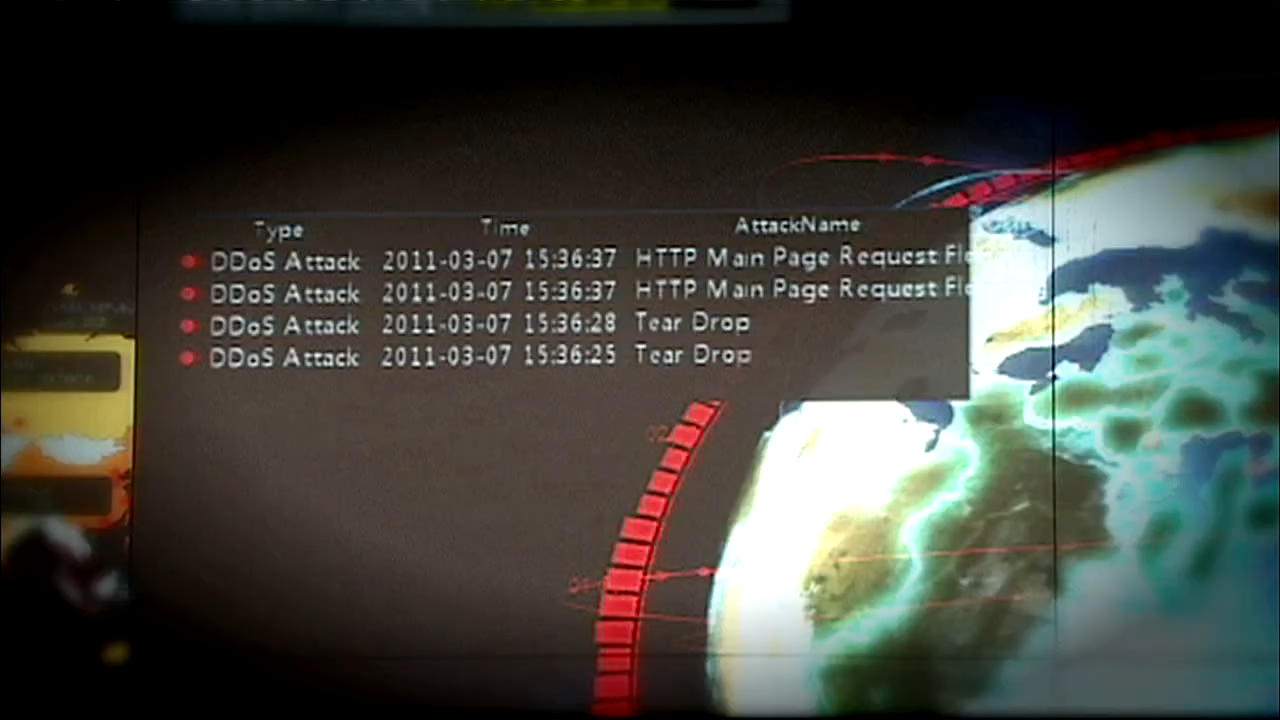 Type Time AttackName
DDoS Attack 2011-03-07 15:36:37 HTTP Main Page Request Flo
DDoS Attack 2011-03-07 15:36:37 HTTP Main Page Request Flo
DDoS Attack 2011-03-07 15:36:28 Tear Drop
DDoS Attack 2011-03-07 15:36:25 Tear Drop